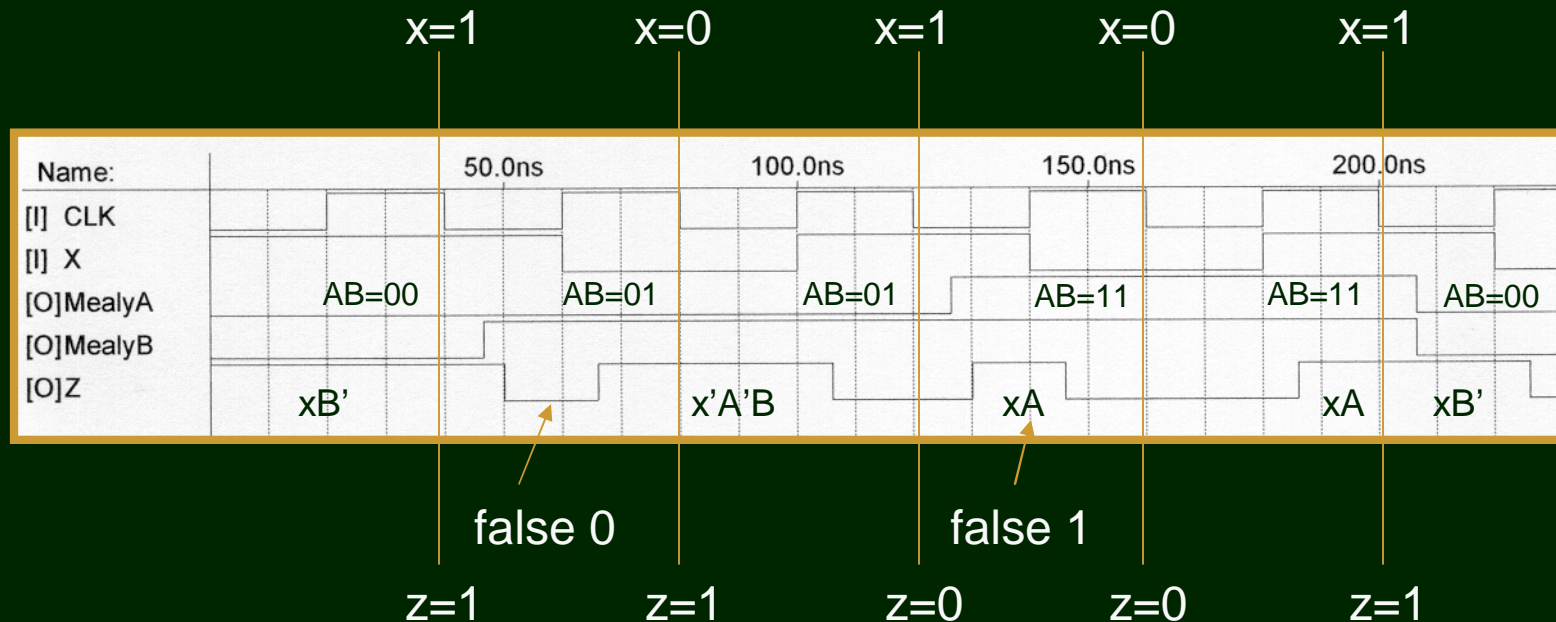 x=1 x=0 x=1 x=0 x=1
Name: 50.0ns 100.0ns 150.0ns 200.0ns
[I] CLK
[I] X
AB=00 AB=01 AB=01 AB=11 AB=11 AB=00
[O]MealyA
[O]MealyB
[O]Z
xB’ x’A’B xA xA xB’
false 0 false 1
z=1 z=1 z=0 z=0 z=1